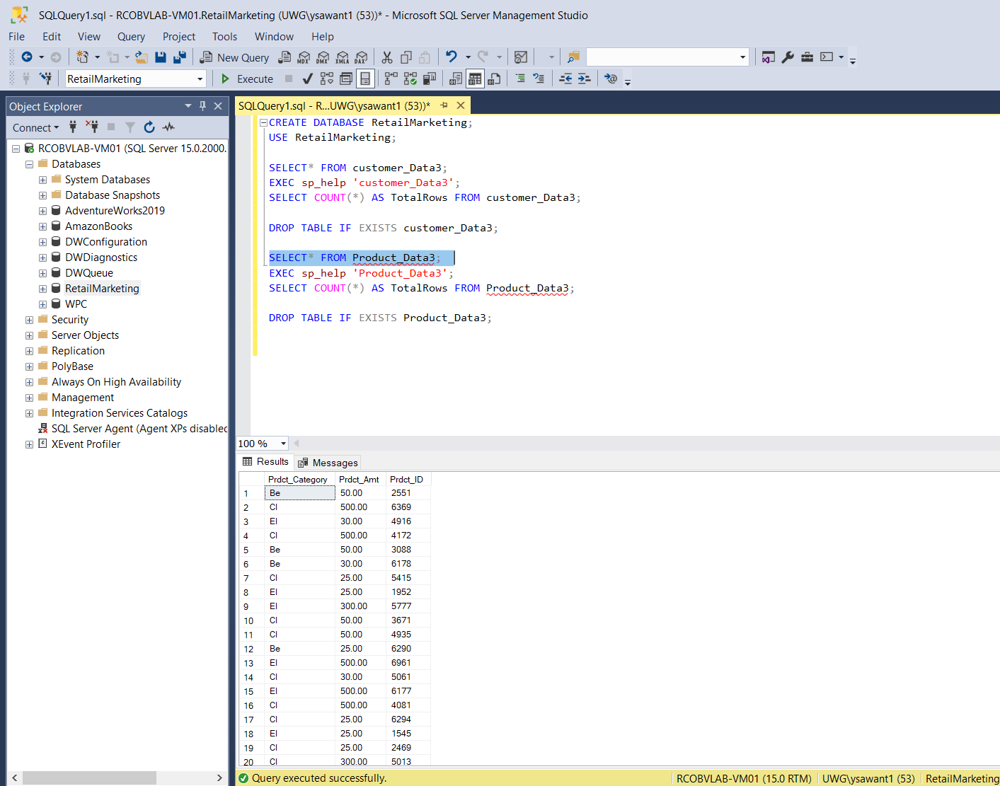 SQLQuery1.sql - RCOBVLAB-VM01.RetailMarketing (UWG\ysawant1 (53))* - Microsoft SQL Server Management Studio
File Edit View Query Project Tools Window Help
New Query MDX DMX XMLA DAX
RetailMarketing Execute
Object Explorer
Connect
RCOBVLAB-VM01 (SQL Server 15.0.2000.
Databases
System Databases
Database Snapshots
AdventureWorks2019
AmazonBooks
DWConfiguration
DWDiagnostics
DWQueue
RetailMarketing
WPC
Security
Server Objects
Replication
PolyBase
Always On High Availability
Management
Integration Services Catalogs
SQL Server Agent (Agent XPs disabled
XEvent Profiler
SQLQuery1.sql - R...UWG\ysawant1 (53))*
CREATE DATABASE RetailMarketing;
USE RetailMarketing;
SELECT* FROM customer_Data3;
EXEC sp_help 'customer_Data3';
SELECT COUNT(*) AS TotalRows FROM customer_Data3;
DROP TABLE IF EXISTS customer_Data3;
SELECT* FROM Product_Data3;
EXEC sp_help 'Product_Data3';
SELECT COUNT(*) AS TotalRows FROM Product_Data3;
DROP TABLE IF EXISTS Product_Data3;
100 %
Results Messages
Prdct_Category Prdct_Amt Prdct_ID
1 Be 50.00 2551
2 Cl 500.00 6369
3 El 30.00 4916
4 Cl 500.00 4172
5 Be 50.00 3088
6 Be 30.00 6178
7 Cl 25.00 5415
8 El 25.00 1952
9 El 300.00 5777
10 Cl 50.00 3671
11 Cl 50.00 4935
12 Be 25.00 6290
13 El 500.00 6961
14 Cl 30.00 5061
15 El 500.00 6177
16 Cl 500.00 4081
17 Cl 25.00 6294
18 El 25.00 1545
19 Cl 25.00 2469
20 Cl 300.00 5013
Query executed successfully. RCOBVLAB-VM01 (15.0 RTM) UWG\ysawant1 (53) RetailMarketing